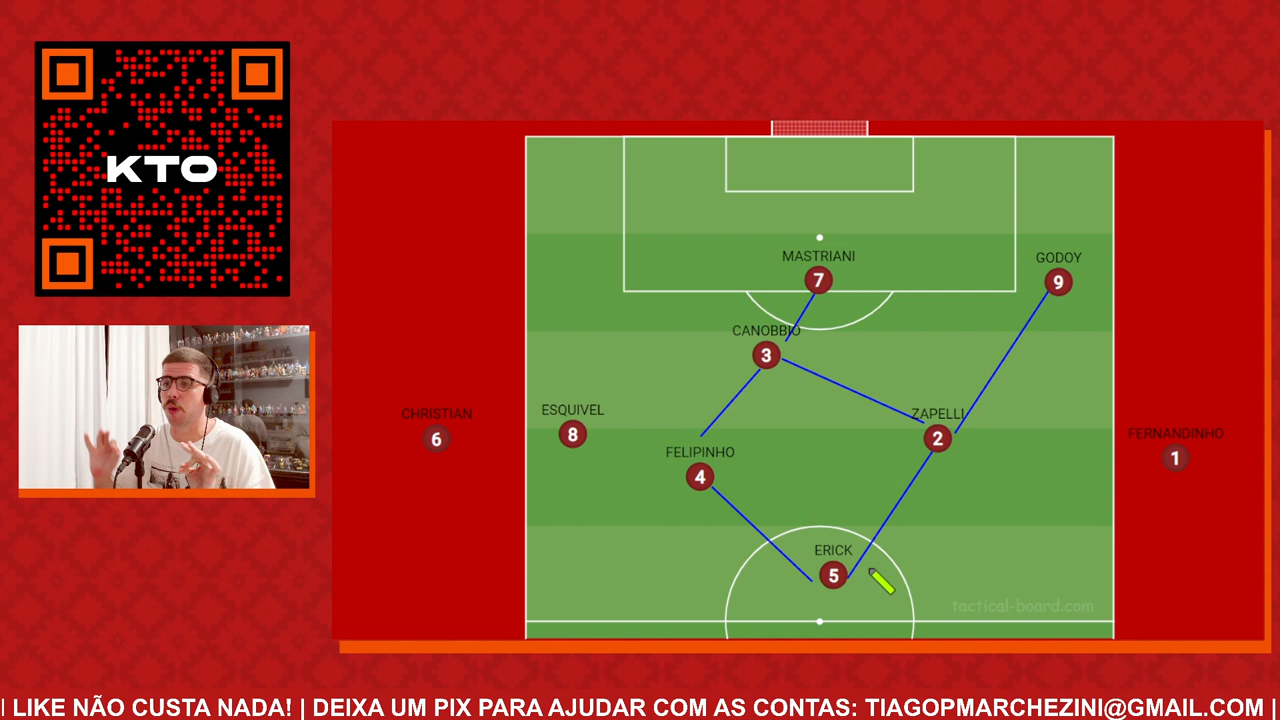 KTO
MASTRIANI
7
GODOY
9
CANOBBIO
3
CHRISTIAN
6
ESQUIVEL
8
ZAPELLI
2
FERNANDINHO
1
FELIPINHO
4
ERICK
5
tactical-board.com
LIKE NÃO CUSTA NADA! | DEIXA UM PIX PARA AJUDAR COM AS CONTAS: TIAGOPMARCHEZINI@GMAIL.COM |